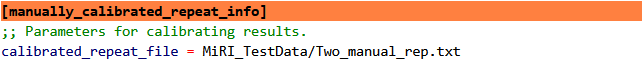 [manually_calibrated_repeat_info]
;; Parameters for calibrating results.
calibrated_repeat_file = MiRI_TestData/Two_manual_rep.txt